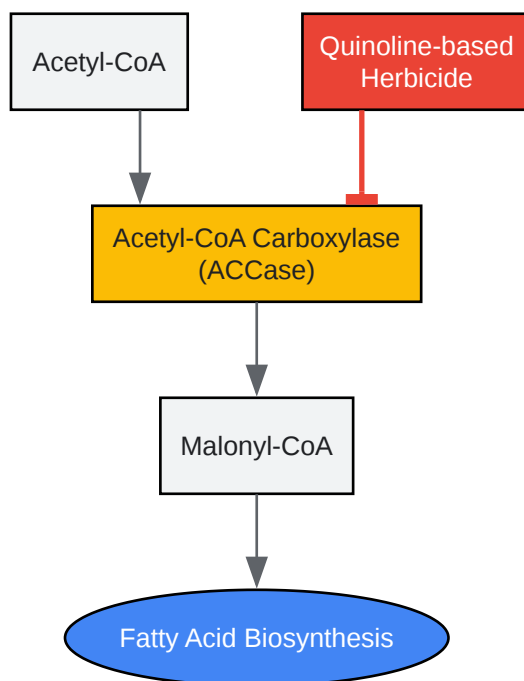 Acetyl-CoA
Quinoline-based
Herbicide
Acetyl-CoA Carboxylase
(ACCase)
Malonyl-CoA
Fatty Acid Biosynthesis